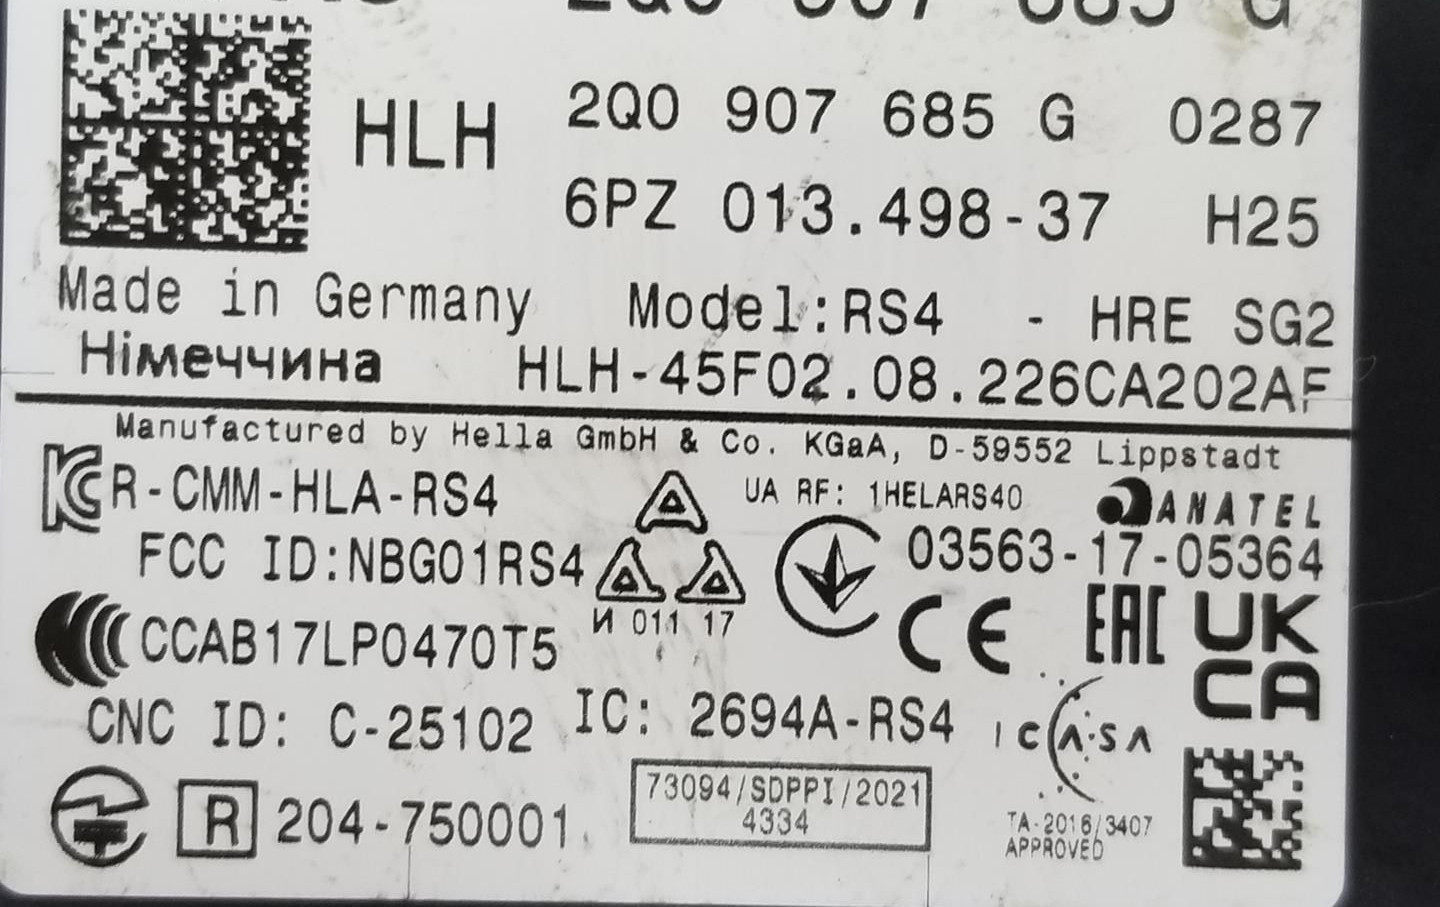 2Q0 907 685 G
HLH 2Q0 907 685 G 0287
6PZ 013.498-37 H25
Made in Germany Model:RS4 - HRE SG2
Німеччина HLH-45F02.08.226CA202AF
Manufactured by Hella GmbH & Co. KGaA, D-59552 Lippstadt
R-CMM-HLA-RS4 UA RF: 1HELARS40 ANATEL
FCC ID:NBG01RS4 03563-17-05364
И 011 17 CE EAC UK CA
CCAB17LP0470T5
CNC ID: C-25102 IC: 2694A-RS4 ICASA
R 204-750001 73094/SDPPI/2021
4334
TA-2016/3407
APPROVED